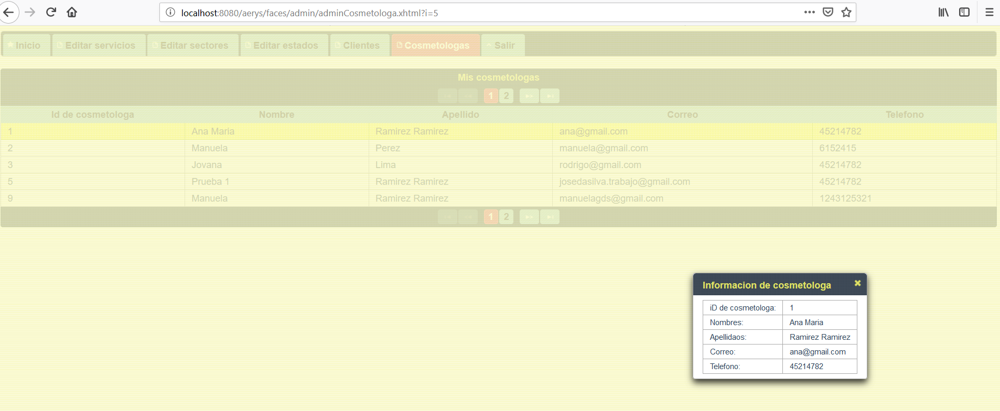 localhost:8080/aerys/faces/admin/adminCosmetologa.xhtml?i=5
Inicio Editar servicios Editar sectores Editar estados Clientes Cosmetologas Salir
Mis cosmetologas
1 2
Id de cosmetologa Nombre Apellido Correo Telefono
1 Ana Maria Ramirez Ramirez ana@gmail.com 45214782
2 Manuela Perez manuela@gmail.com 6152415
3 Jovana Lima rodrigo@gmail.com 45214782
5 Prueba 1 Ramirez Ramirez josedasilva.trabajo@gmail.com 45214782
9 Manuela Ramirez Ramirez manuelagds@gmail.com 1243125321
1 2
Informacion de cosmetologa
iD de cosmetologa: 1
Nombres: Ana Maria
Apellidaos: Ramirez Ramirez
Correo: ana@gmail.com
Telefono: 45214782